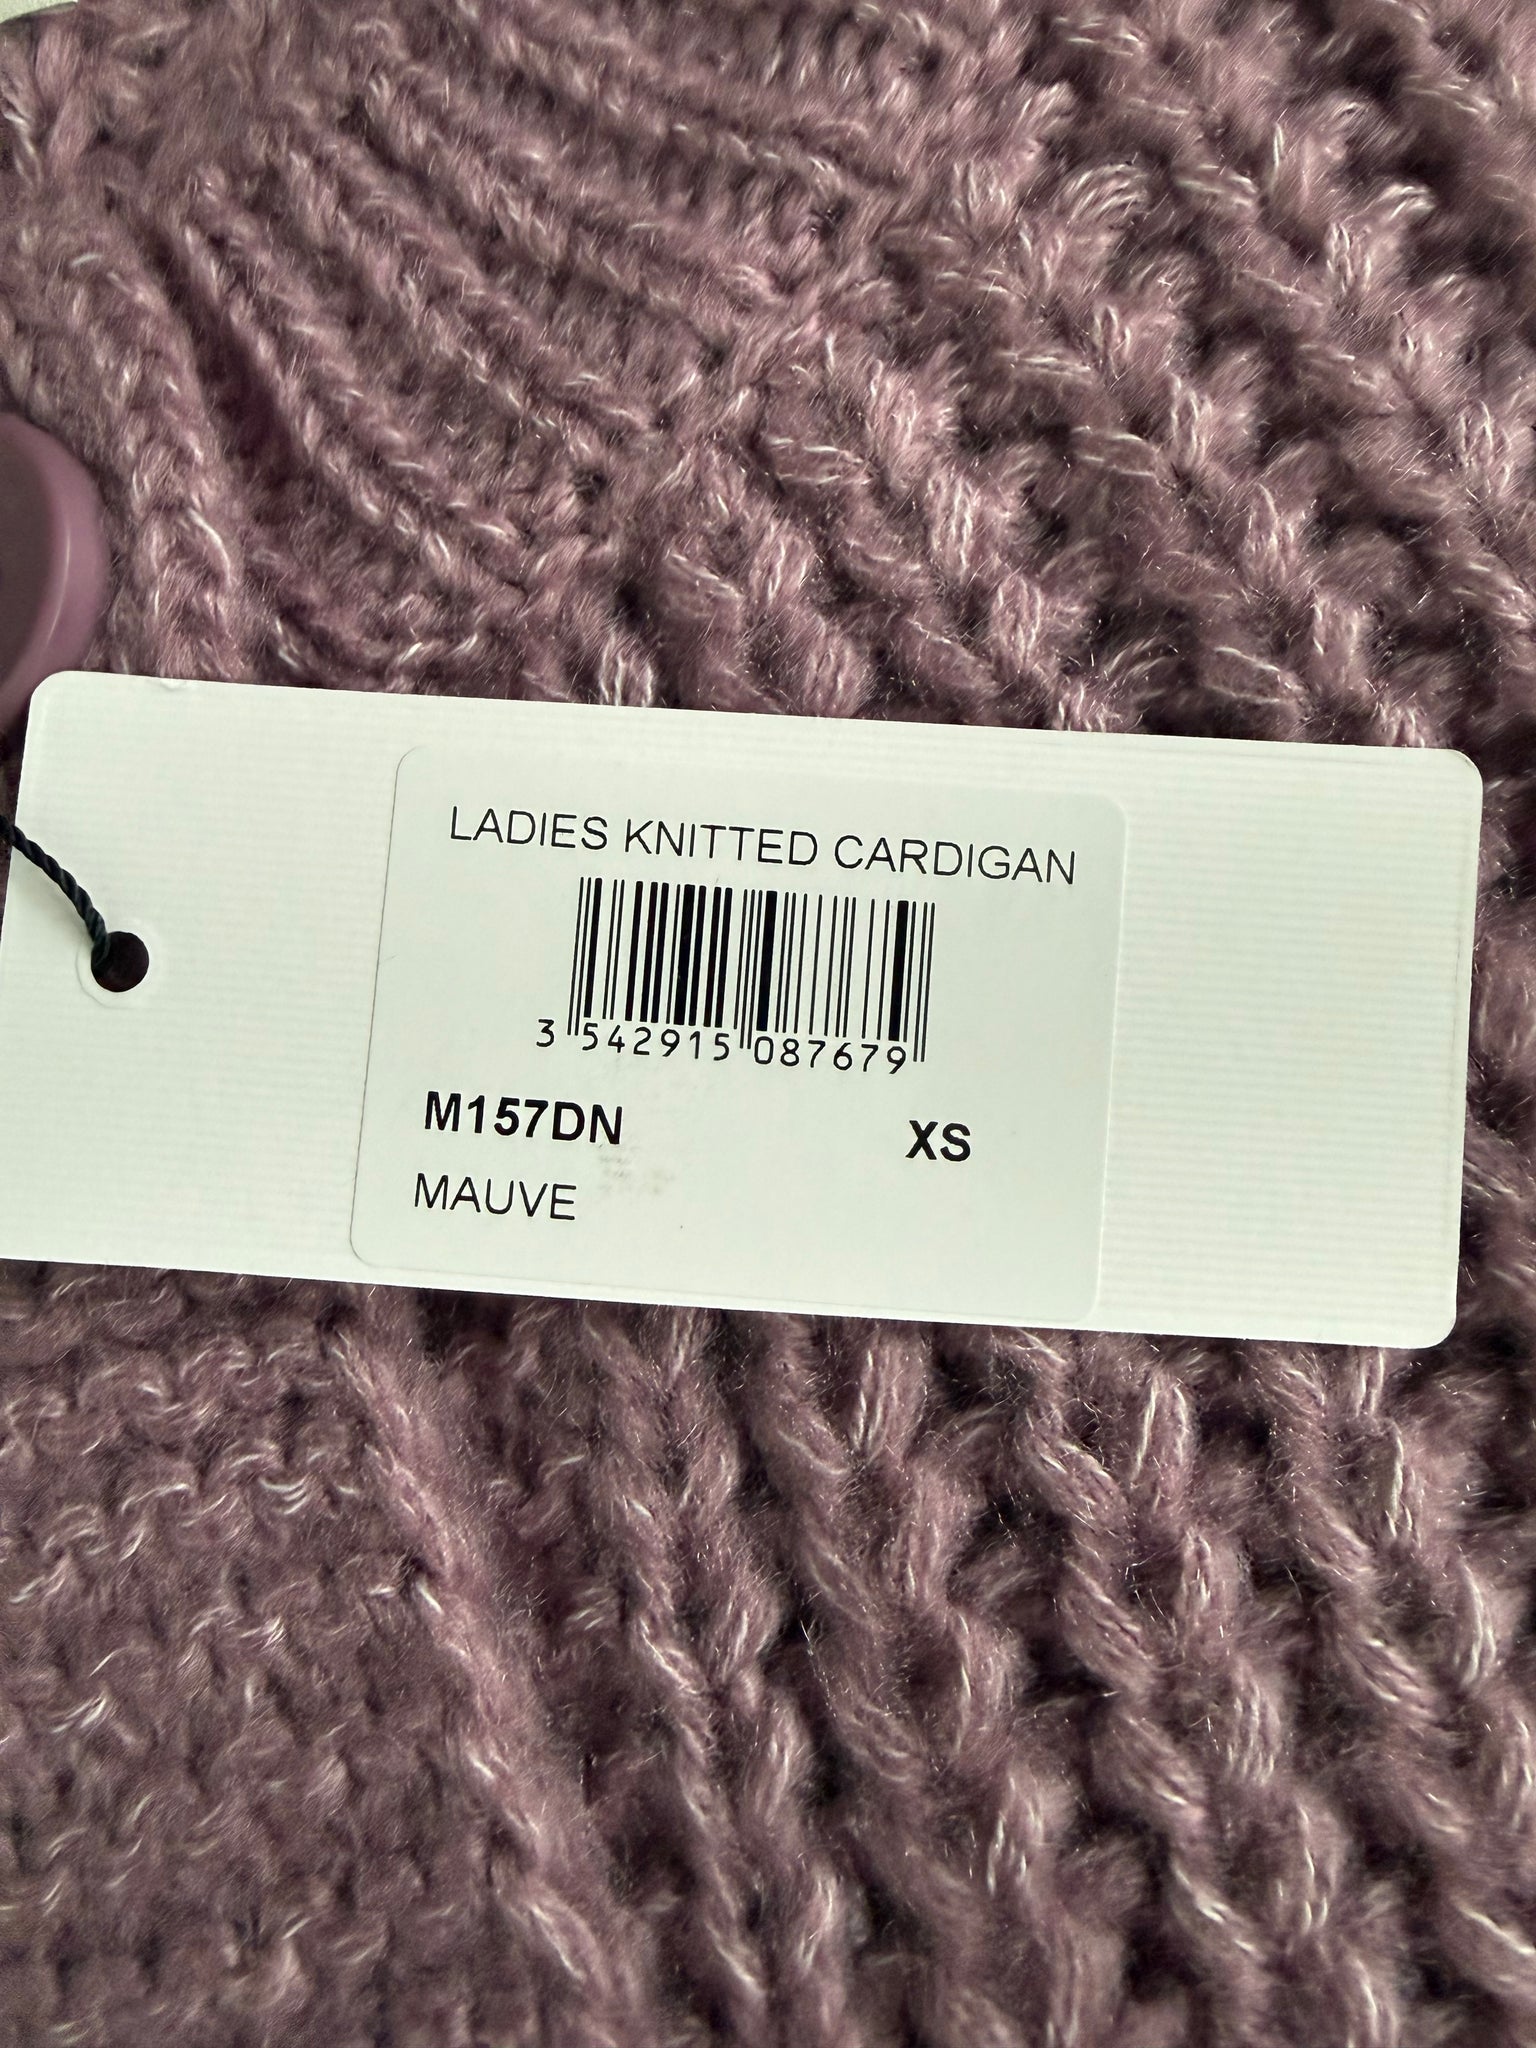 LADIES KNITTED CARDIGAN
3 542915 087679
M157DN XS
MAUVE